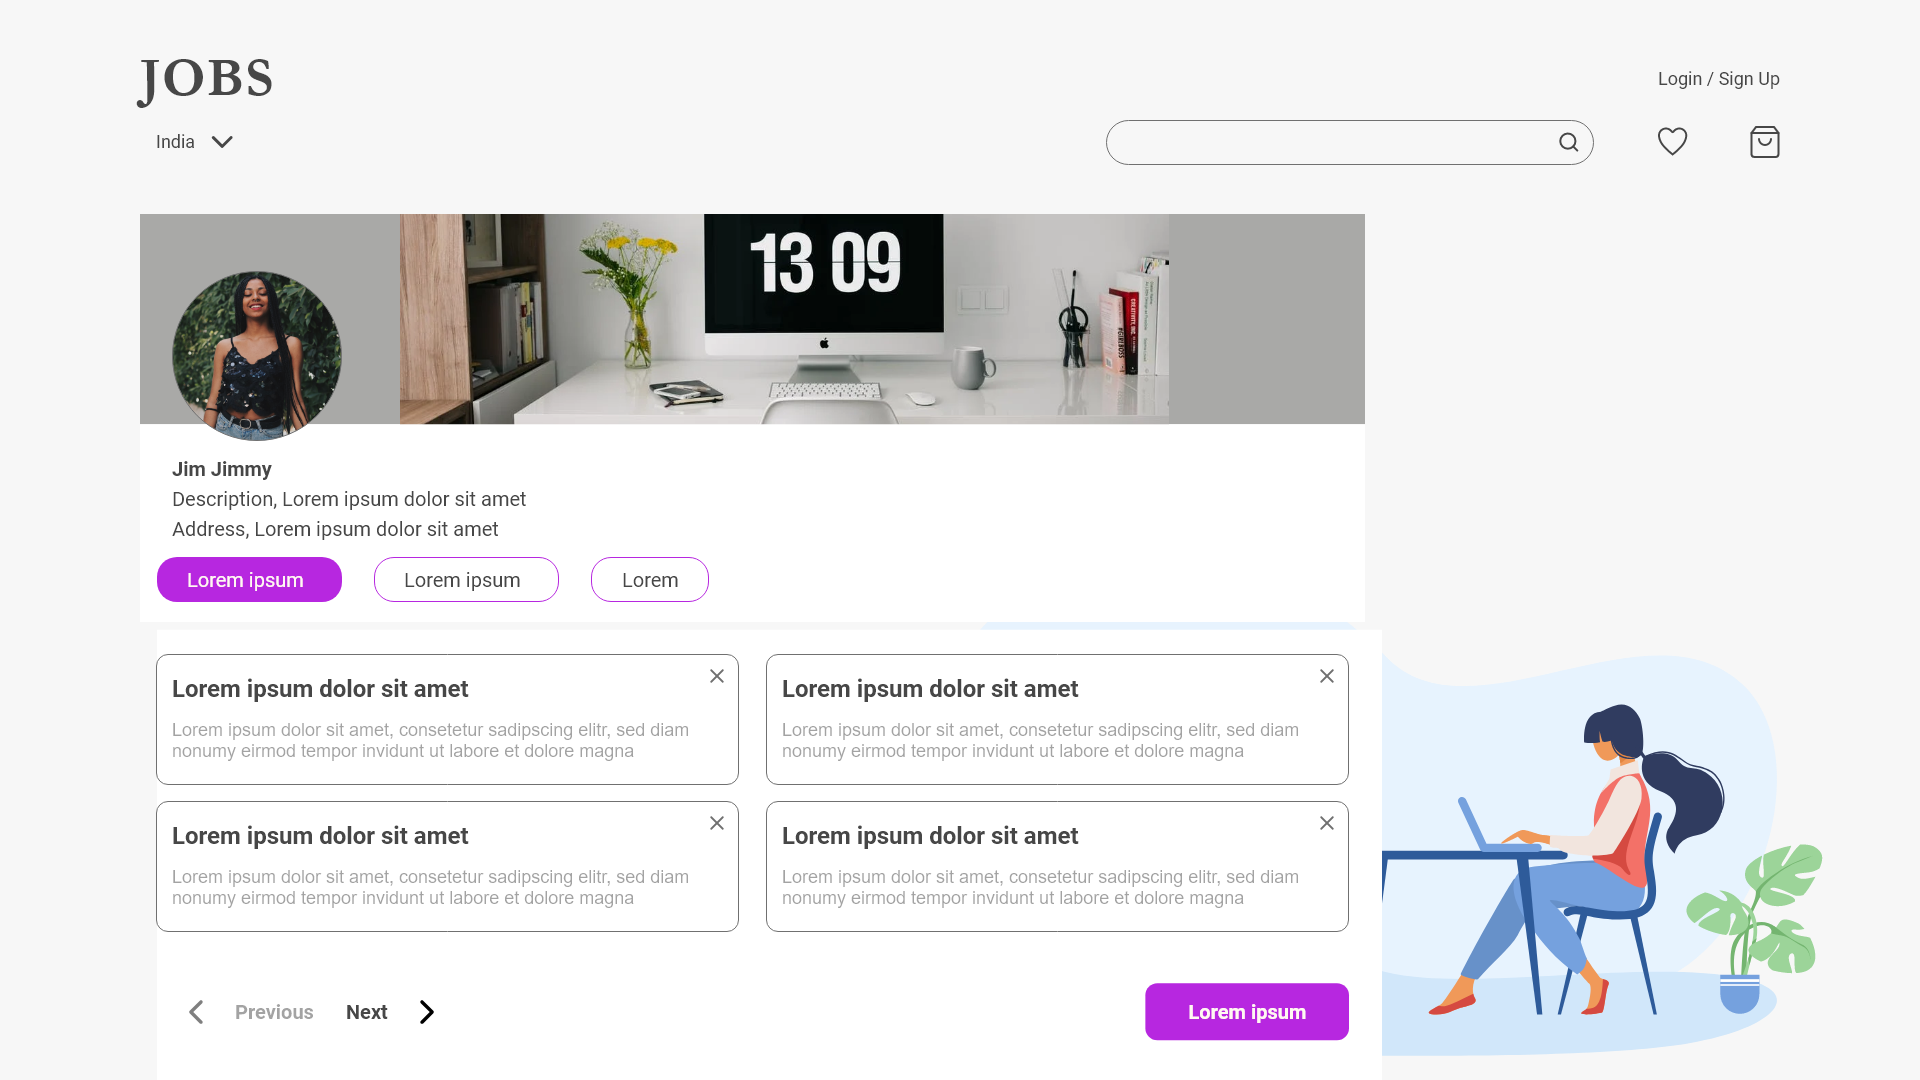 JOBS
Login / Sign Up
India
13 09
Jim Jimmy
Description, Lorem ipsum dolor sit amet
Address, Lorem ipsum dolor sit amet
Lorem ipsum
Lorem ipsum
Lorem
Lorem ipsum dolor sit amet
Lorem ipsum dolor sit amet, consetetur sadipscing elitr, sed diam
nonumy eirmod tempor invidunt ut labore et dolore magna
Lorem ipsum dolor sit amet
Lorem ipsum dolor sit amet, consetetur sadipscing elitr, sed diam
nonumy eirmod tempor invidunt ut labore et dolore magna
Lorem ipsum dolor sit amet
Lorem ipsum dolor sit amet, consetetur sadipscing elitr, sed diam
nonumy eirmod tempor invidunt ut labore et dolore magna
Lorem ipsum dolor sit amet
Lorem ipsum dolor sit amet, consetetur sadipscing elitr, sed diam
nonumy eirmod tempor invidunt ut labore et dolore magna
Previous
Next
Lorem ipsum